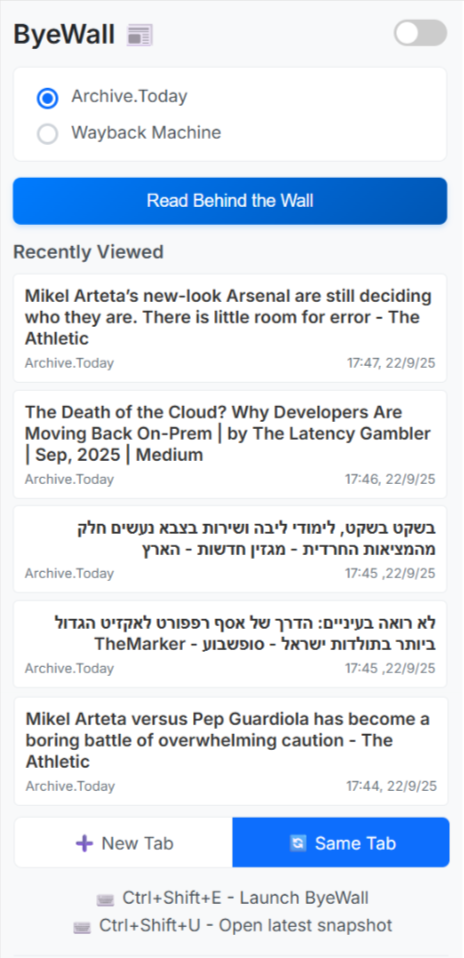 ByeWall
Archive.Today
Wayback Machine
Read Behind the Wall
Recently Viewed
Mikel Arteta’s new-look Arsenal are still deciding
who they are. There is little room for error - The
Athletic
Archive.Today 17:47, 22/9/25
The Death of the Cloud? Why Developers Are
Moving Back On-Prem | by The Latency Gambler
| Sep, 2025 | Medium
Archive.Today 17:46, 22/9/25
בשקט בשקט, לימודי ליבה ושירות בצבא נעשים חלק
מהמציאות החרדית - מגזין חדשות - הארץ
Archive.Today 17:45 ,22/9/25
לא רואה בעיניים: הדרך של אסף רפפורט לאקזיט הגדול
ביותר בתולדות ישראל - סופשבוע - TheMarker
Archive.Today 17:45 ,22/9/25
Mikel Arteta versus Pep Guardiola has become a
boring battle of overwhelming caution - The
Athletic
Archive.Today 17:44, 22/9/25
New Tab Same Tab
Ctrl+Shift+E - Launch ByeWall
Ctrl+Shift+U - Open latest snapshot